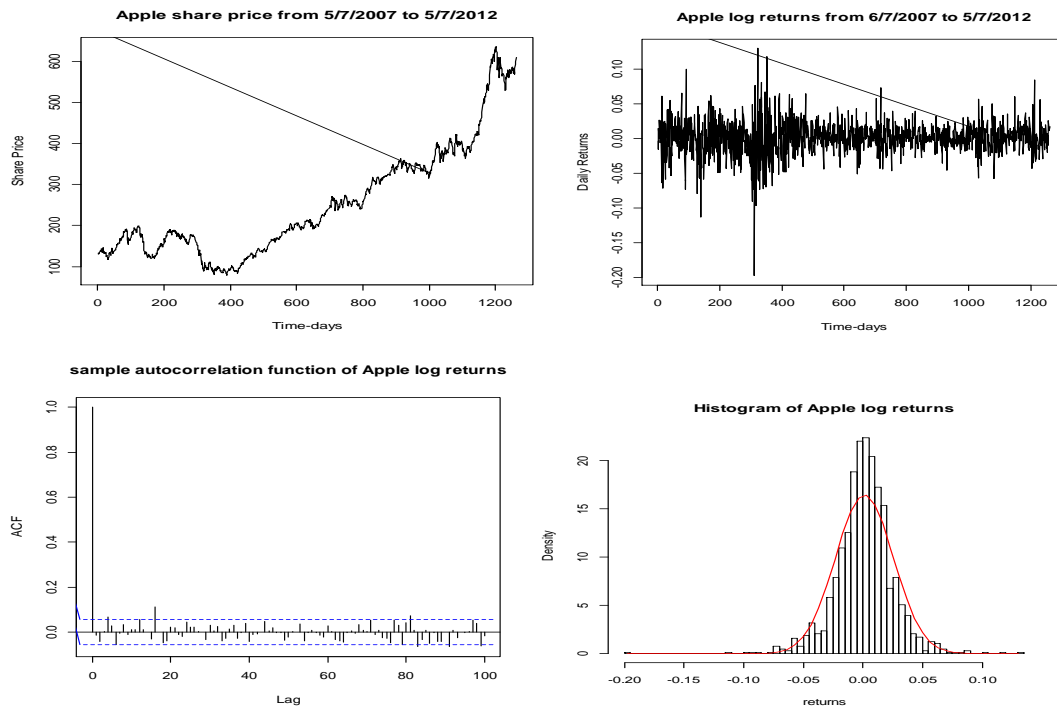 Apple share price from 5/7/2007 to 5/7/2012
Share Price
100 200 300 400 500 600
0 200 400 600 800 1000 1200
Time-days
Apple log returns from 6/7/2007 to 5/7/2012
Daily Returns
-0.20 -0.15 -0.10 -0.05 0.00 0.05 0.10
0 200 400 600 800 1000 1200
Time-days
sample autocorrelation function of Apple log returns
ACF
0.0 0.2 0.4 0.6 0.8 1.0
0 20 40 60 80 100
Lag
Histogram of Apple log returns
Density
0 5 10 15 20
-0.20 -0.15 -0.10 -0.05 0.00 0.05 0.10
returns